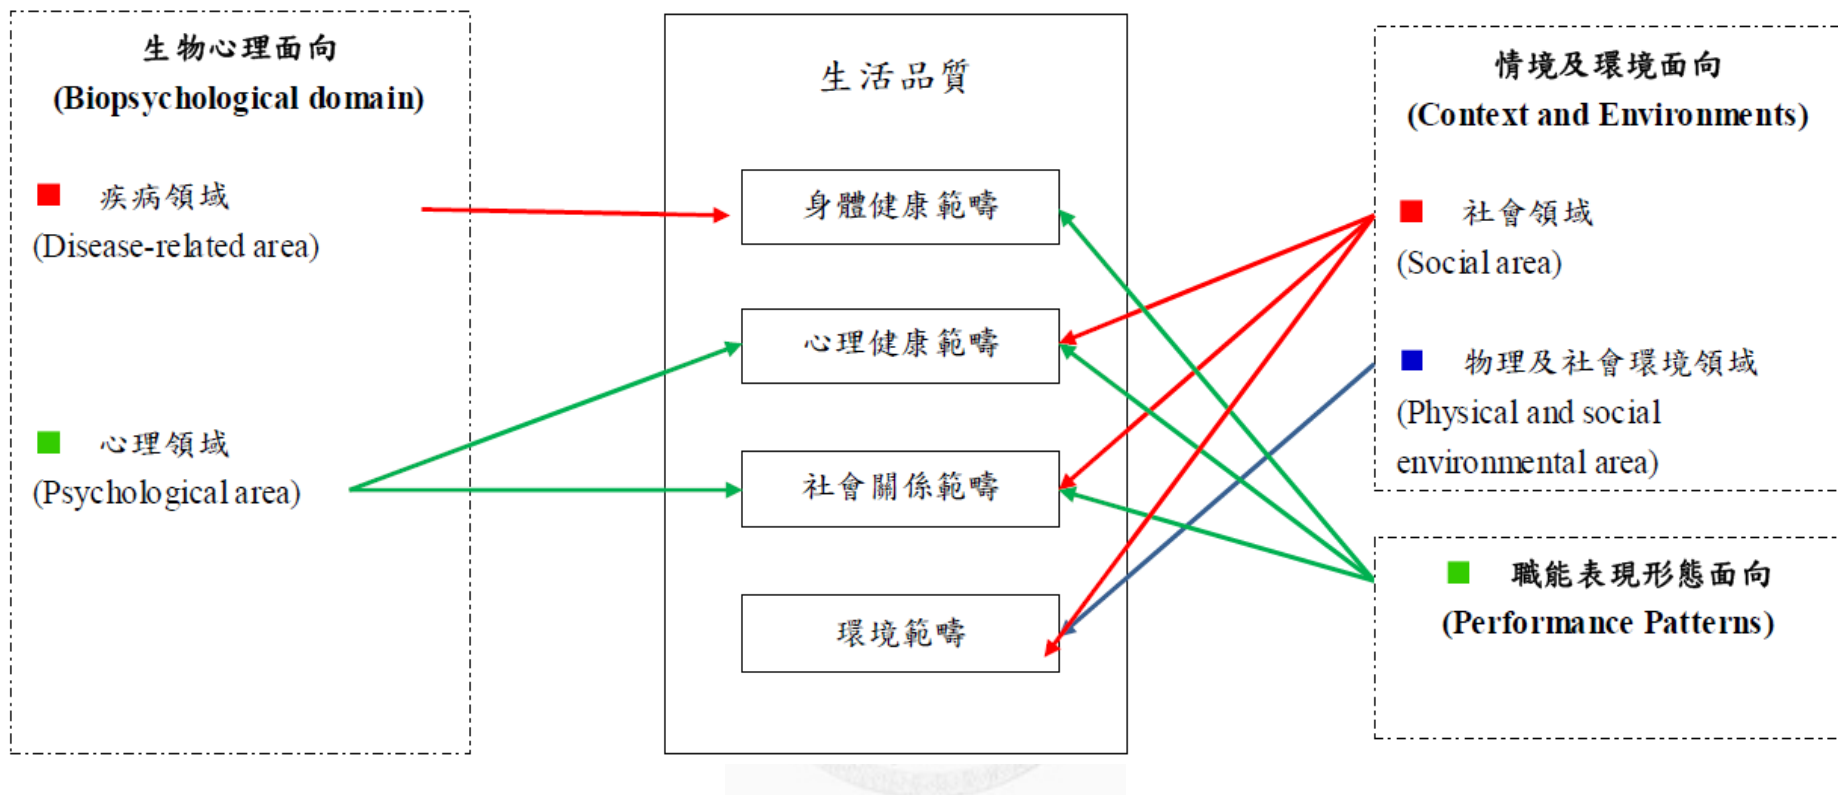 生物心理面向
(Biopsychological domain)
疾病領域
(Disease-related area)
心理領域
(Psychological area)
生活品質
身體健康範疇
心理健康範疇
社會關係範疇
環境範疇
情境及環境面向
(Context and Environments)
社會領域
(Social area)
物理及社會環境領域
(Physical and social
environmental area)
職能表現形態面向
(Performance Patterns)